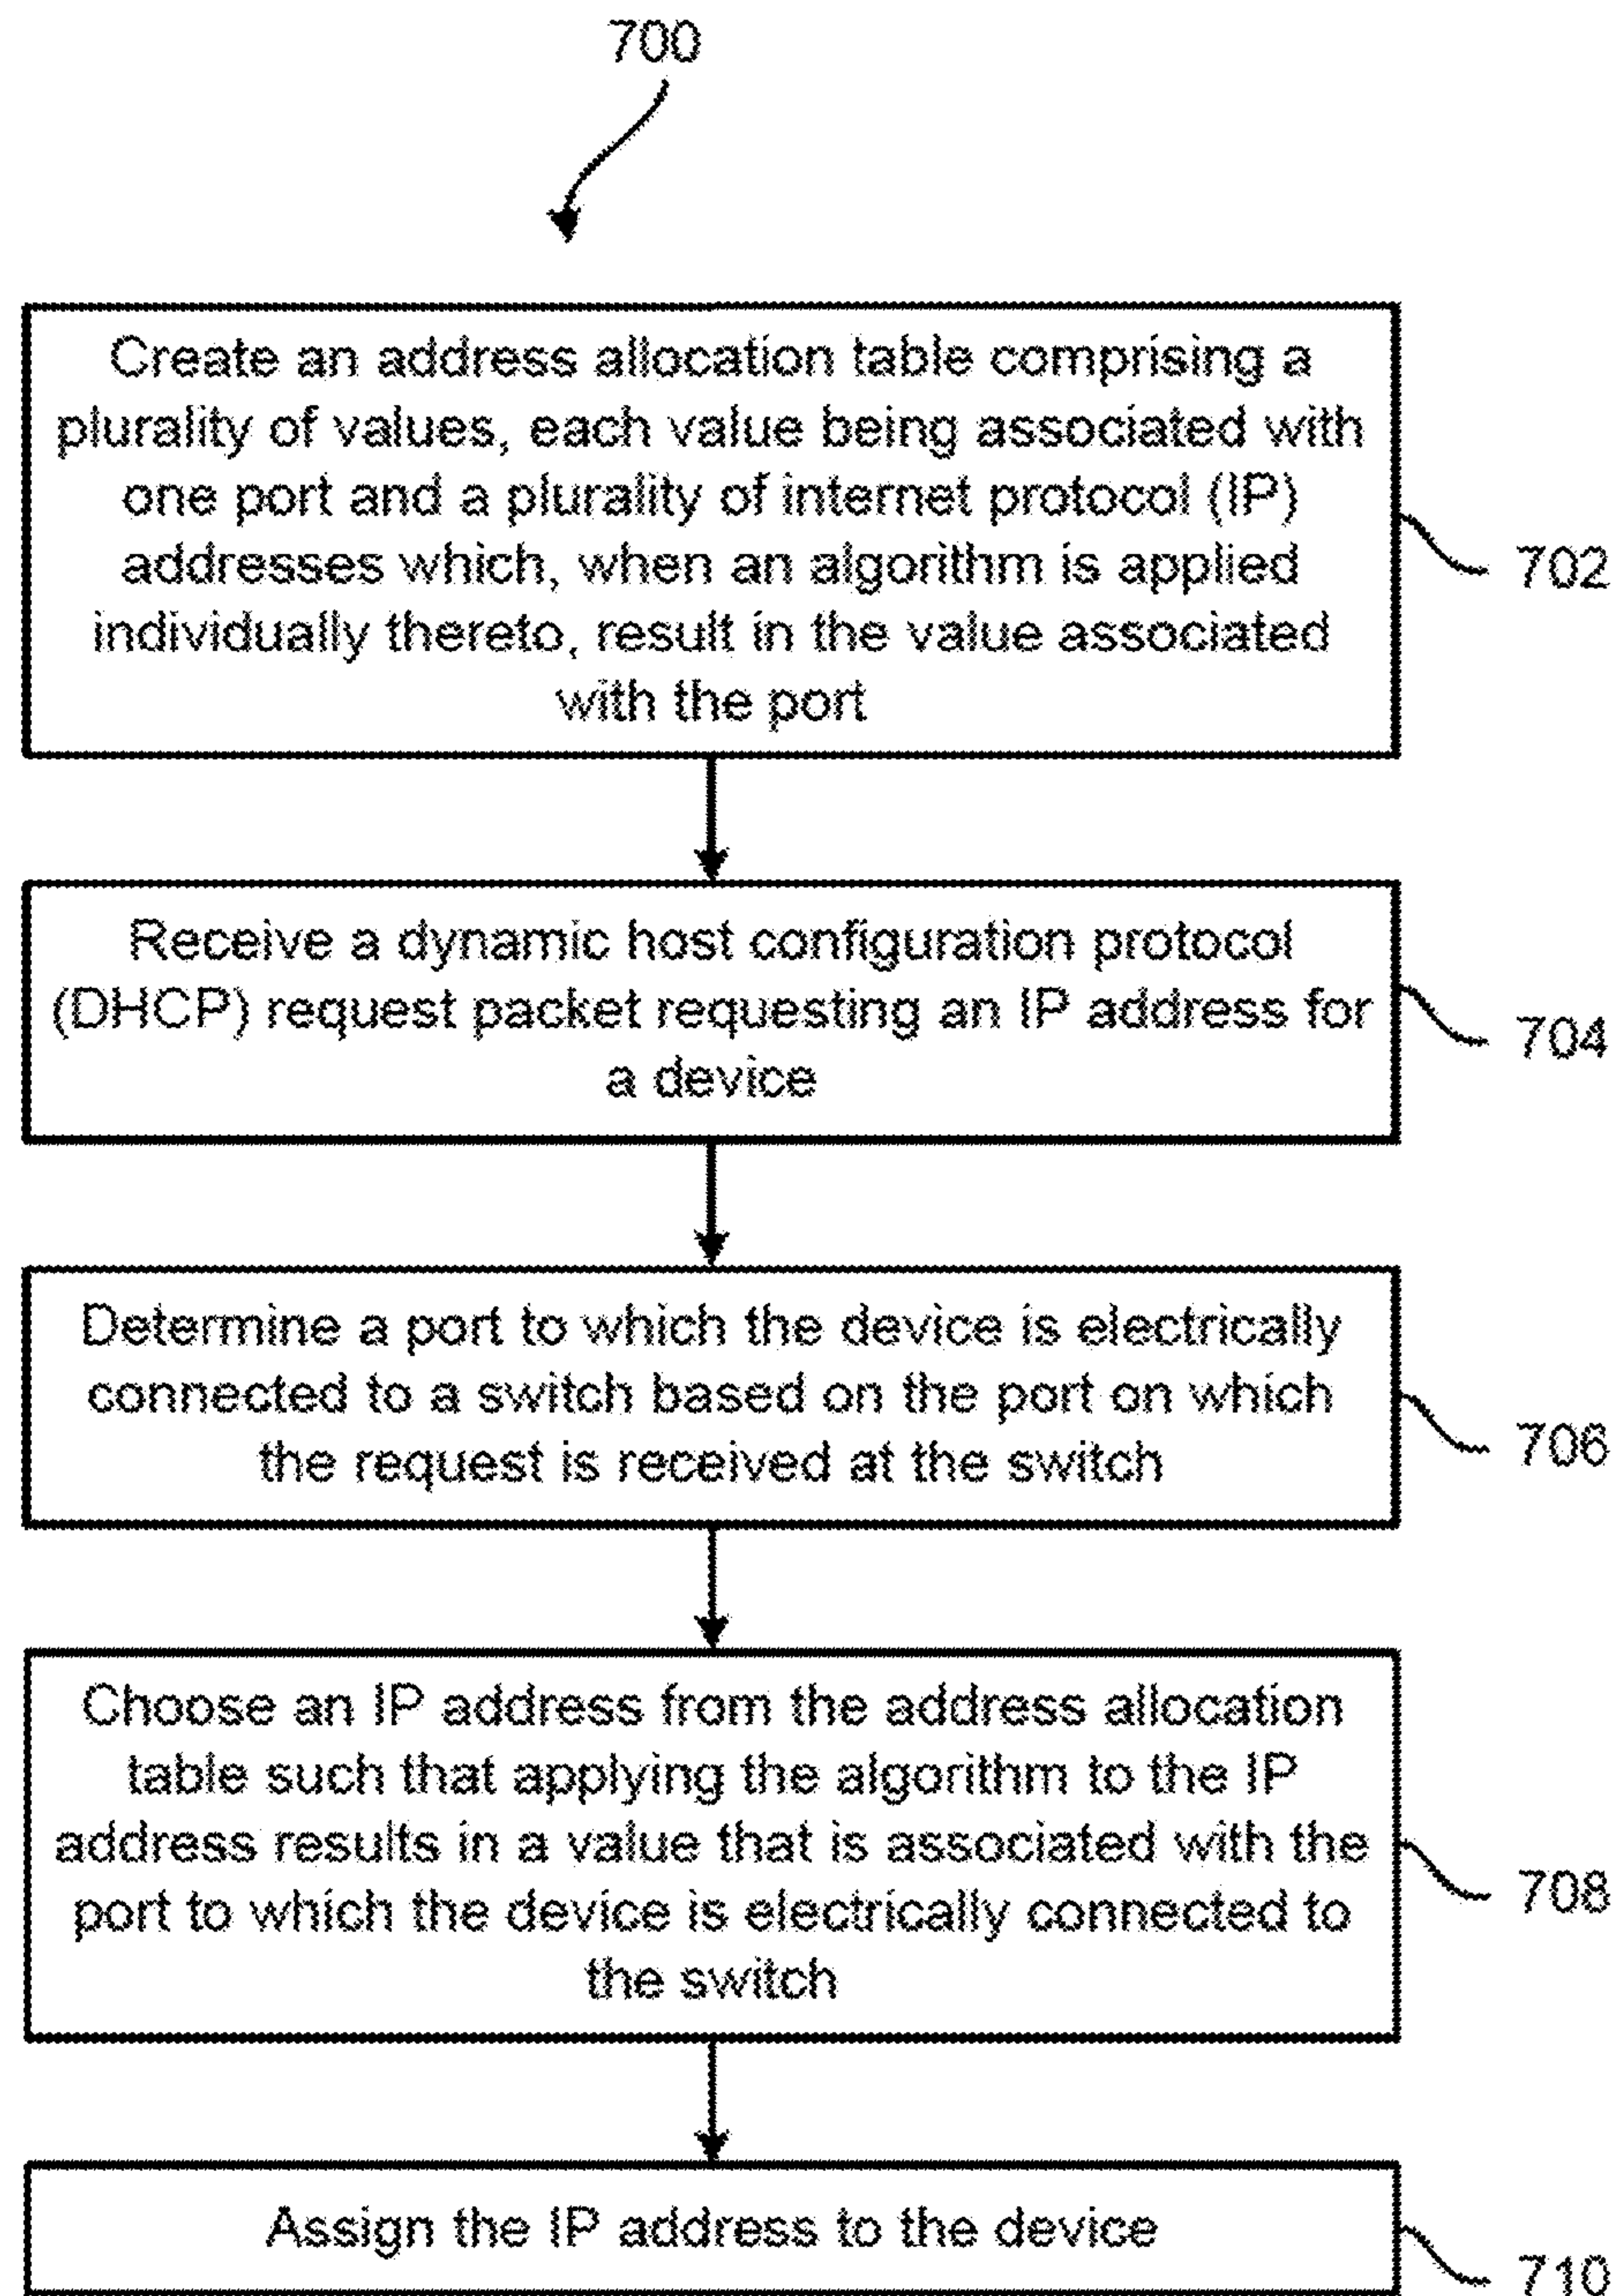 700
Create an address allocation table comprising a
plurality of values, each value being associated with
one port and a plurality of internet protocol (IP)
addresses which, when an algorithm is applied
individually thereto, result in the value associated
with the port
702
Receive a dynamic host configuration protocol
(DHCP) request packet requesting an IP address for
a device
704
Determine a port to which the device is electrically
connected to a switch based on the port on which
the request is received at the switch
706
Choose an IP address from the address allocation
table such that applying the algorithm to the IP
address results in a value that is associated with the
port to which the device is electrically connected to
the switch
708
Assign the IP address to the device
710